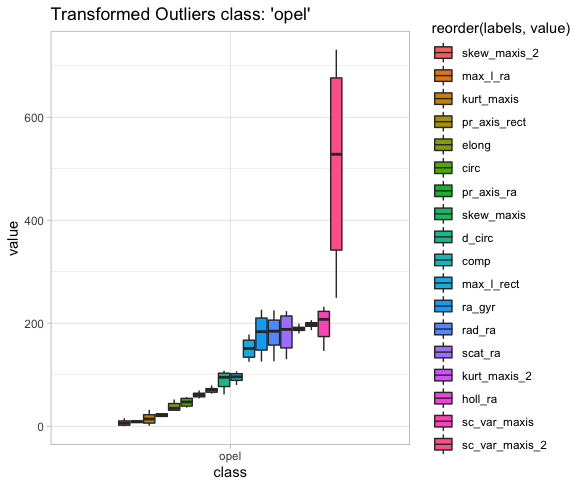 Transformed Outliers class: 'opel'
reorder(labels, value)
skew_maxis_2
max_l_ra
kurt_maxis
pr_axis_rect
elong
circ
pr_axis_ra
skew_maxis
d_circ
comp
max_l_rect
ra_gyr
rad_ra
scat_ra
kurt_maxis_2
holl_ra
sc_var_maxis
sc_var_maxis_2
value
600
400
200
0
opel
class